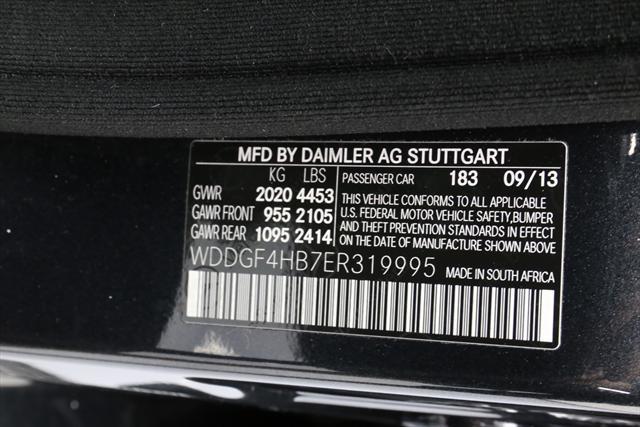 MFD BY DAIMLER AG STUTTGART
KG LBS
GVWR 2020 4453
GAWR FRONT 955 2105
GAWR REAR 1095 2414
PASSENGER CAR 183 09/13
THIS VEHICLE CONFORMS TO ALL APPLICABLE
U.S. FEDERAL MOTOR VEHICLE SAFETY,BUMPER
AND THEFT PREVENTION STANDARDS IN EFFECT
ON THE DATE OF MANUFACTURE SHOWN ABOVE.
WDDGF4HB7ER319995 MADE IN SOUTH AFRICA